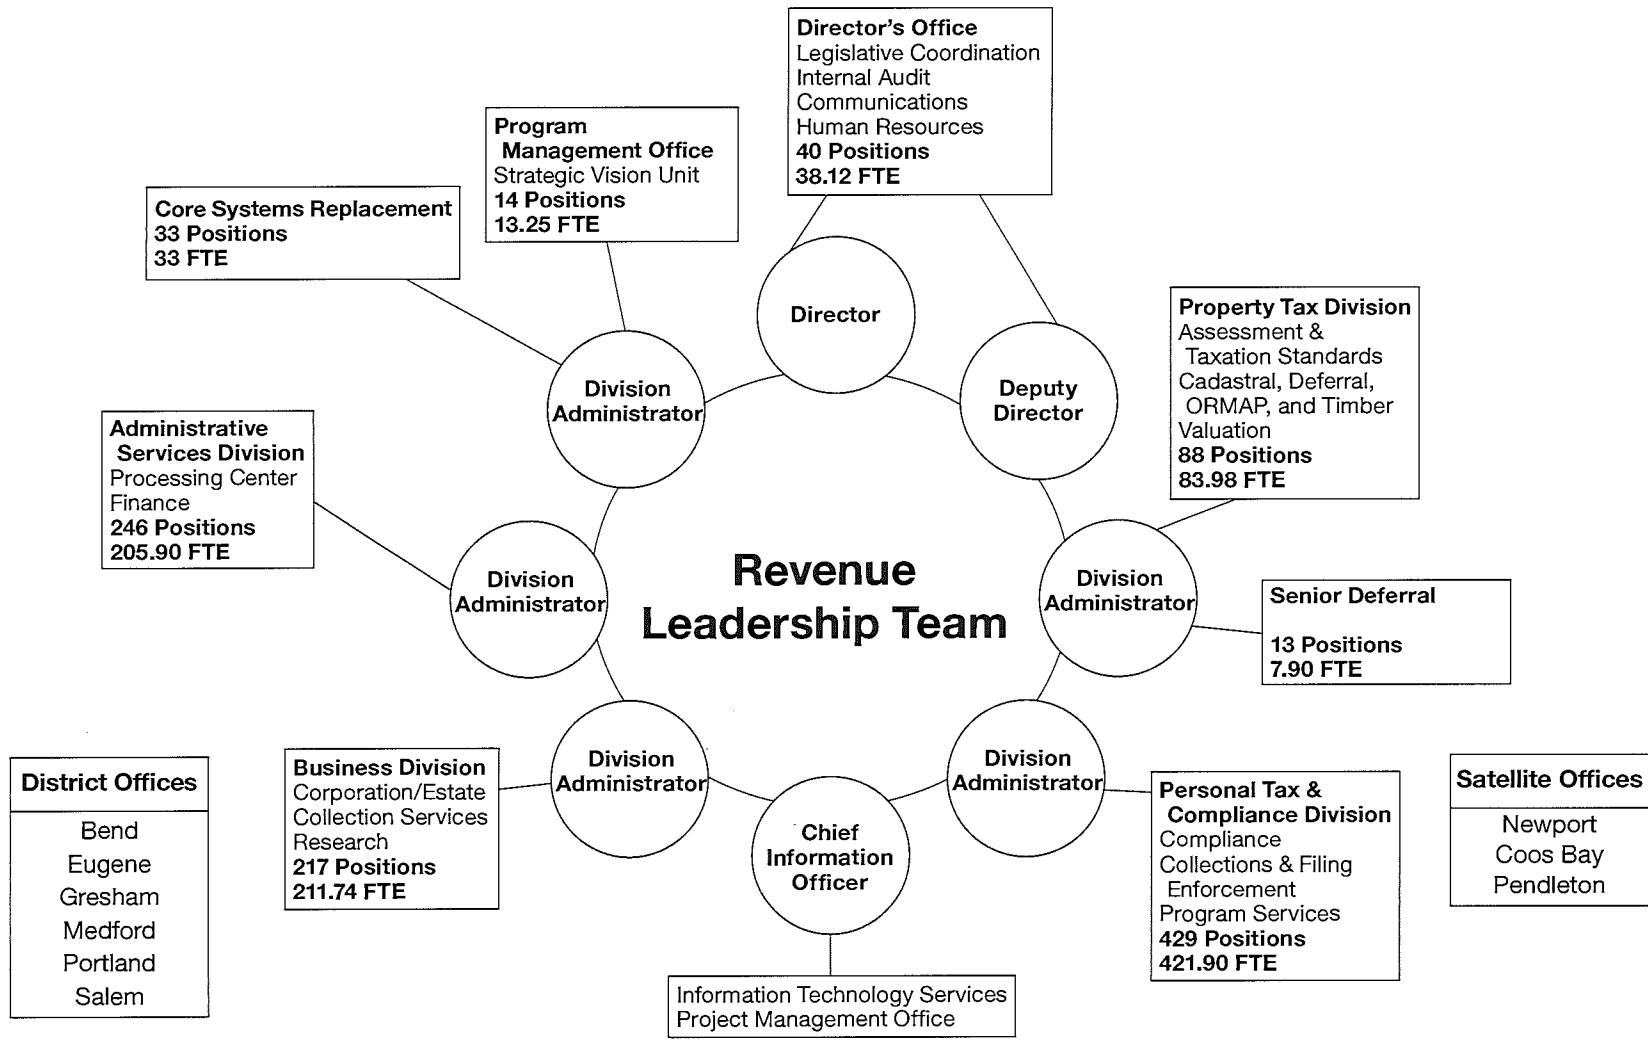 Director's Office
Legislative Coordination
Internal Audit
Communications
Human Resources
40 Positions
38.12 FTE
Program
Management Office
Strategic Vision Unit
14 Positions
13.25 FTE
Core Systems Replacement
33 Positions
33 FTE
Director
Property Tax Division
Assessment &
Taxation Standards
Cadastral, Deferral,
ORMAP, and Timber
Valuation
88 Positions
83.98 FTE
Division
Administrator
Deputy
Director
Administrative
Services Division
Processing Center
Finance
246 Positions
205.90 FTE
Division
Administrator
Revenue
Leadership Team
Division
Administrator
Senior Deferral
13 Positions
7.90 FTE
District Offices
Bend
Eugene
Gresham
Medford
Portland
Salem
Business Division
Corporation/Estate
Collection Services
Research
217 Positions
211.74 FTE
Division
Administrator
Chief
Information
Officer
Division
Administrator
Personal Tax &
Compliance Division
Compliance
Collections & Filing
Enforcement
Program Services
429 Positions
421.90 FTE
Satellite Offices
Newport
Coos Bay
Pendleton
Information Technology Services
Project Management Office